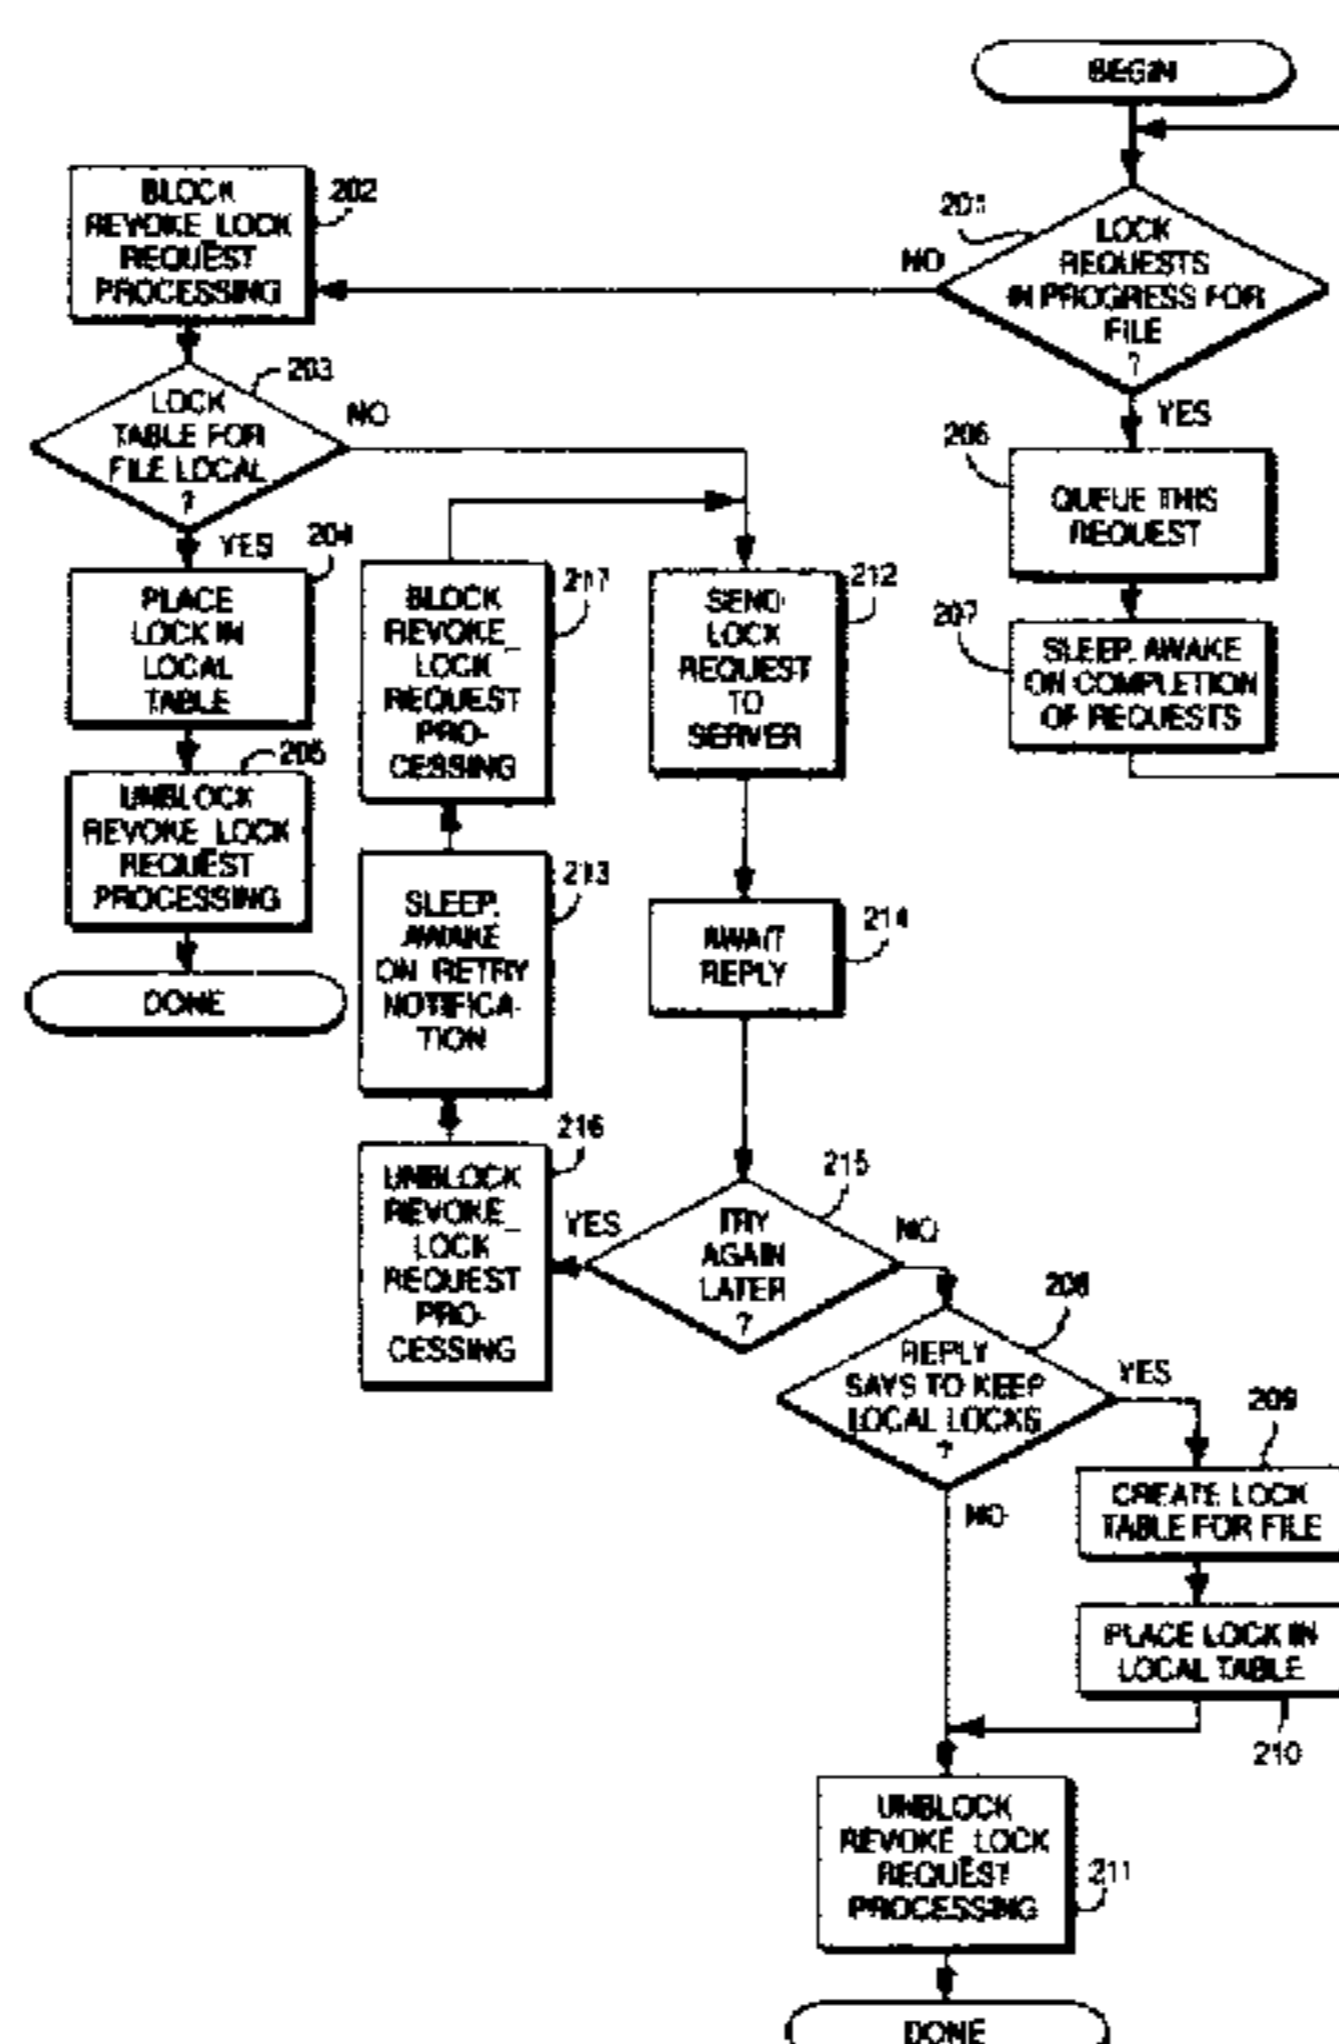 BEGIN
201
LOCK
REQUESTS
IN PROGRESS FOR
FILE
?
NO
YES
202
BLOCK
REVOKE_LOCK
REQUEST
PROCESSING
203
LOCK
TABLE FOR
FILE LOCAL
?
NO
YES
204
PLACE
LOCK IN
LOCAL
TABLE
205
UNBLOCK
REVOKE_LOCK
REQUEST
PROCESSING
DONE
206
QUEUE THIS
REQUEST
207
SLEEP. AWAKE
ON COMPLETION
OF REQUESTS
217
BLOCK
REVOKE_
LOCK
REQUEST
PRO-
CESSING
212
SEND
LOCK
REQUEST
TO
SERVER
213
SLEEP.
AWAKE
ON RETRY
NOTIFICA-
TION
214
AWAIT
REPLY
216
UNBLOCK
REVOKE_
LOCK
REQUEST
PRO-
CESSING
215
YES
TRY
AGAIN
LATER
?
NO
208
REPLY
SAYS TO KEEP
LOCAL LOCKS
?
YES
NO
209
CREATE LOCK
TABLE FOR FILE
PLACE LOCK IN
LOCAL TABLE
210
UNBLOCK
REVOKE_LOCK
REQUEST
PROCESSING
211
DONE